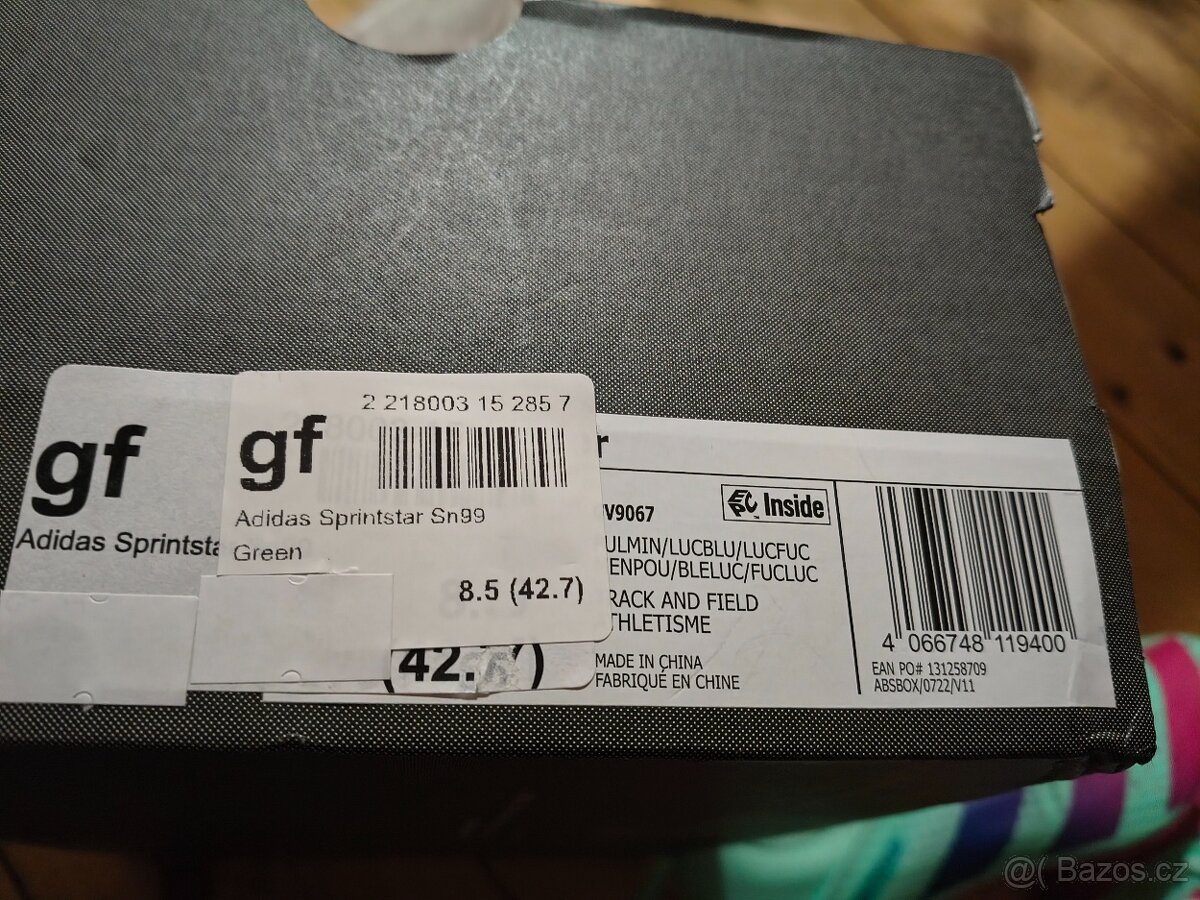 gf
Adidas Sprintsta
gf
2 218003 15 285 7
Adidas Sprintstar Sn99
Green
8.5 (42.7)
(42.
r
V9067
EPC Inside
ULMIN/LUCBLU/LUCFUC
ENPOU/BLELUC/FUCLUC
RACK AND FIELD
THLETISME
MADE IN CHINA
FABRIQUÉ EN CHINE
4 066748 119400
EAN PO# 131258709
ABSBOX/0722/V11
@( Bazos.cz